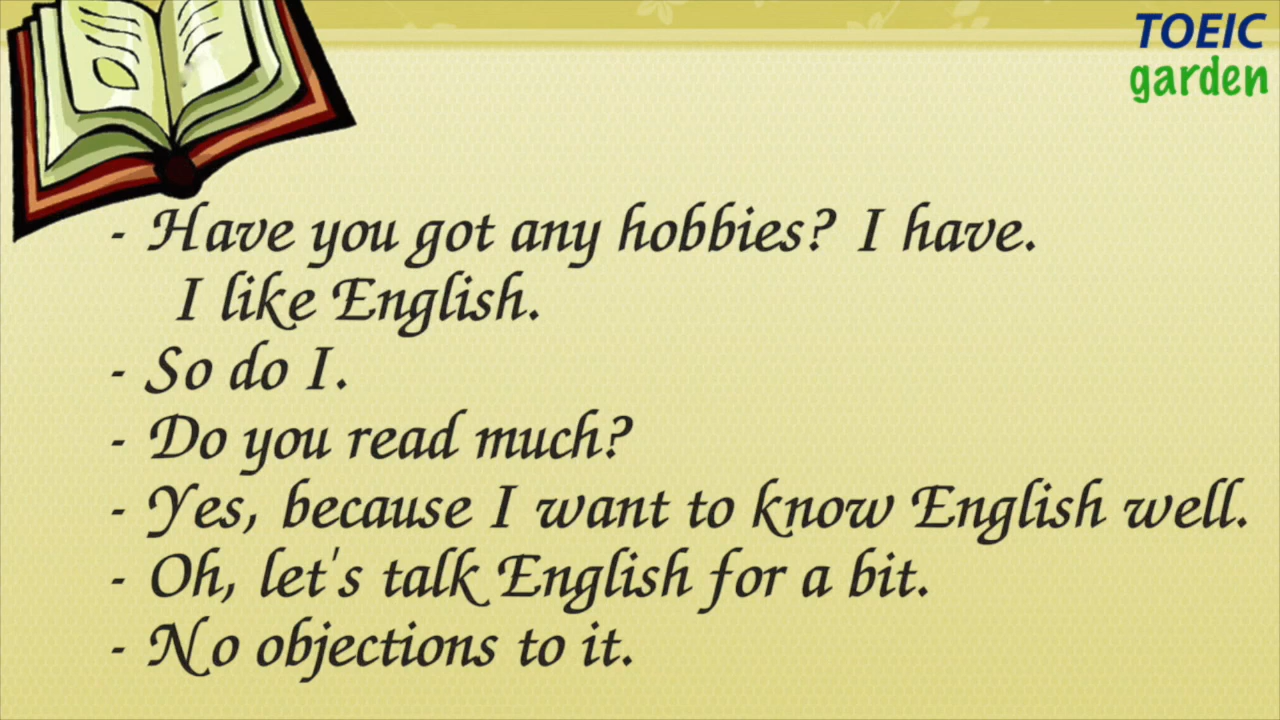 TOEIC
garden
- Have you got any hobbies? I have.
I like English.
- So do I.
- Do you read much?
- Yes, because I want to know English well.
- Oh, let's talk English for a bit.
- No objections to it.